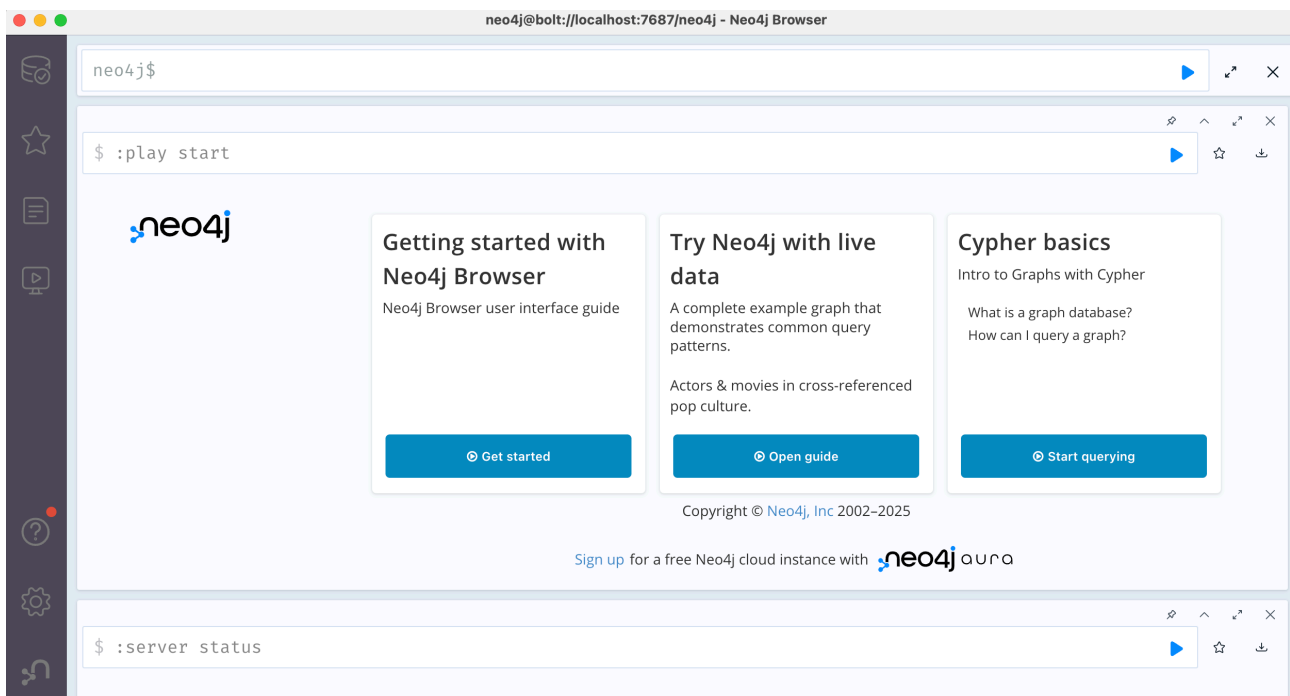 neo4j@bolt://localhost:7687/neo4j - Neo4j Browser
neo4j$
$ :play start
neo4j
Getting started with
Neo4j Browser
Neo4j Browser user interface guide
Get started
Try Neo4j with live
data
A complete example graph that
demonstrates common query
patterns.
Actors & movies in cross-referenced
pop culture.
Open guide
Cypher basics
Intro to Graphs with Cypher
What is a graph database?
How can I query a graph?
Start querying
Copyright © Neo4j, Inc 2002–2025
Sign up for a free Neo4j cloud instance with neo4j aura
$ :server status